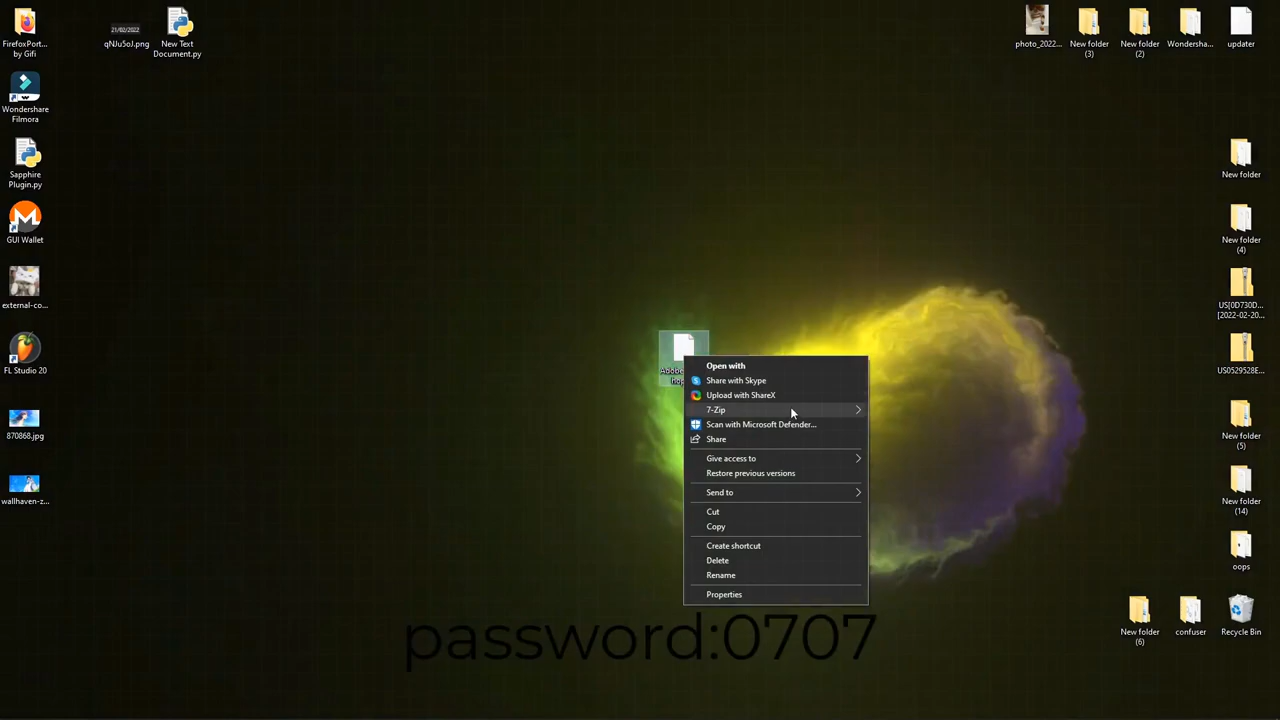 FirefoxPort...
by Gifi
qNJu5oJ.png
New Text
Document.py
photo_2022...
New folder
(3)
New folder
(2)
Wondersha...
updater
21/02/2022
Wondershare
Filmora
Sapphire
Plugin.py
New folder
GUI Wallet
New folder
(4)
external-co...
US[0D730D...
[2022-02-20...
FL Studio 20
US0529528E...
Open with
Share with Skype
Upload with ShareX
7-Zip
Scan with Microsoft Defender...
Share
Give access to
Restore previous versions
Send to
Cut
Copy
Create shortcut
Delete
Rename
Properties
870868.jpg
New folder
(5)
wallhaven-z...
New folder
(14)
oops
New folder
(6)
confuser
Recycle Bin
password:0707